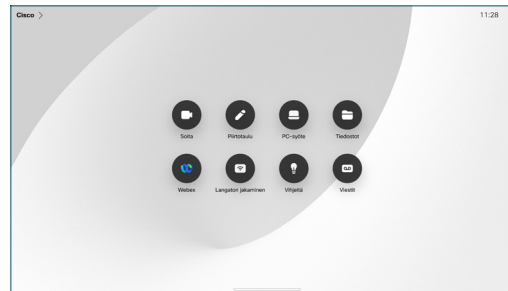 Cisco
11:28
Soita
Piirtotaulu
PC-syöte
Tiedostot
Webex
Langaton jakaminen
Vihjeitä
Viestit